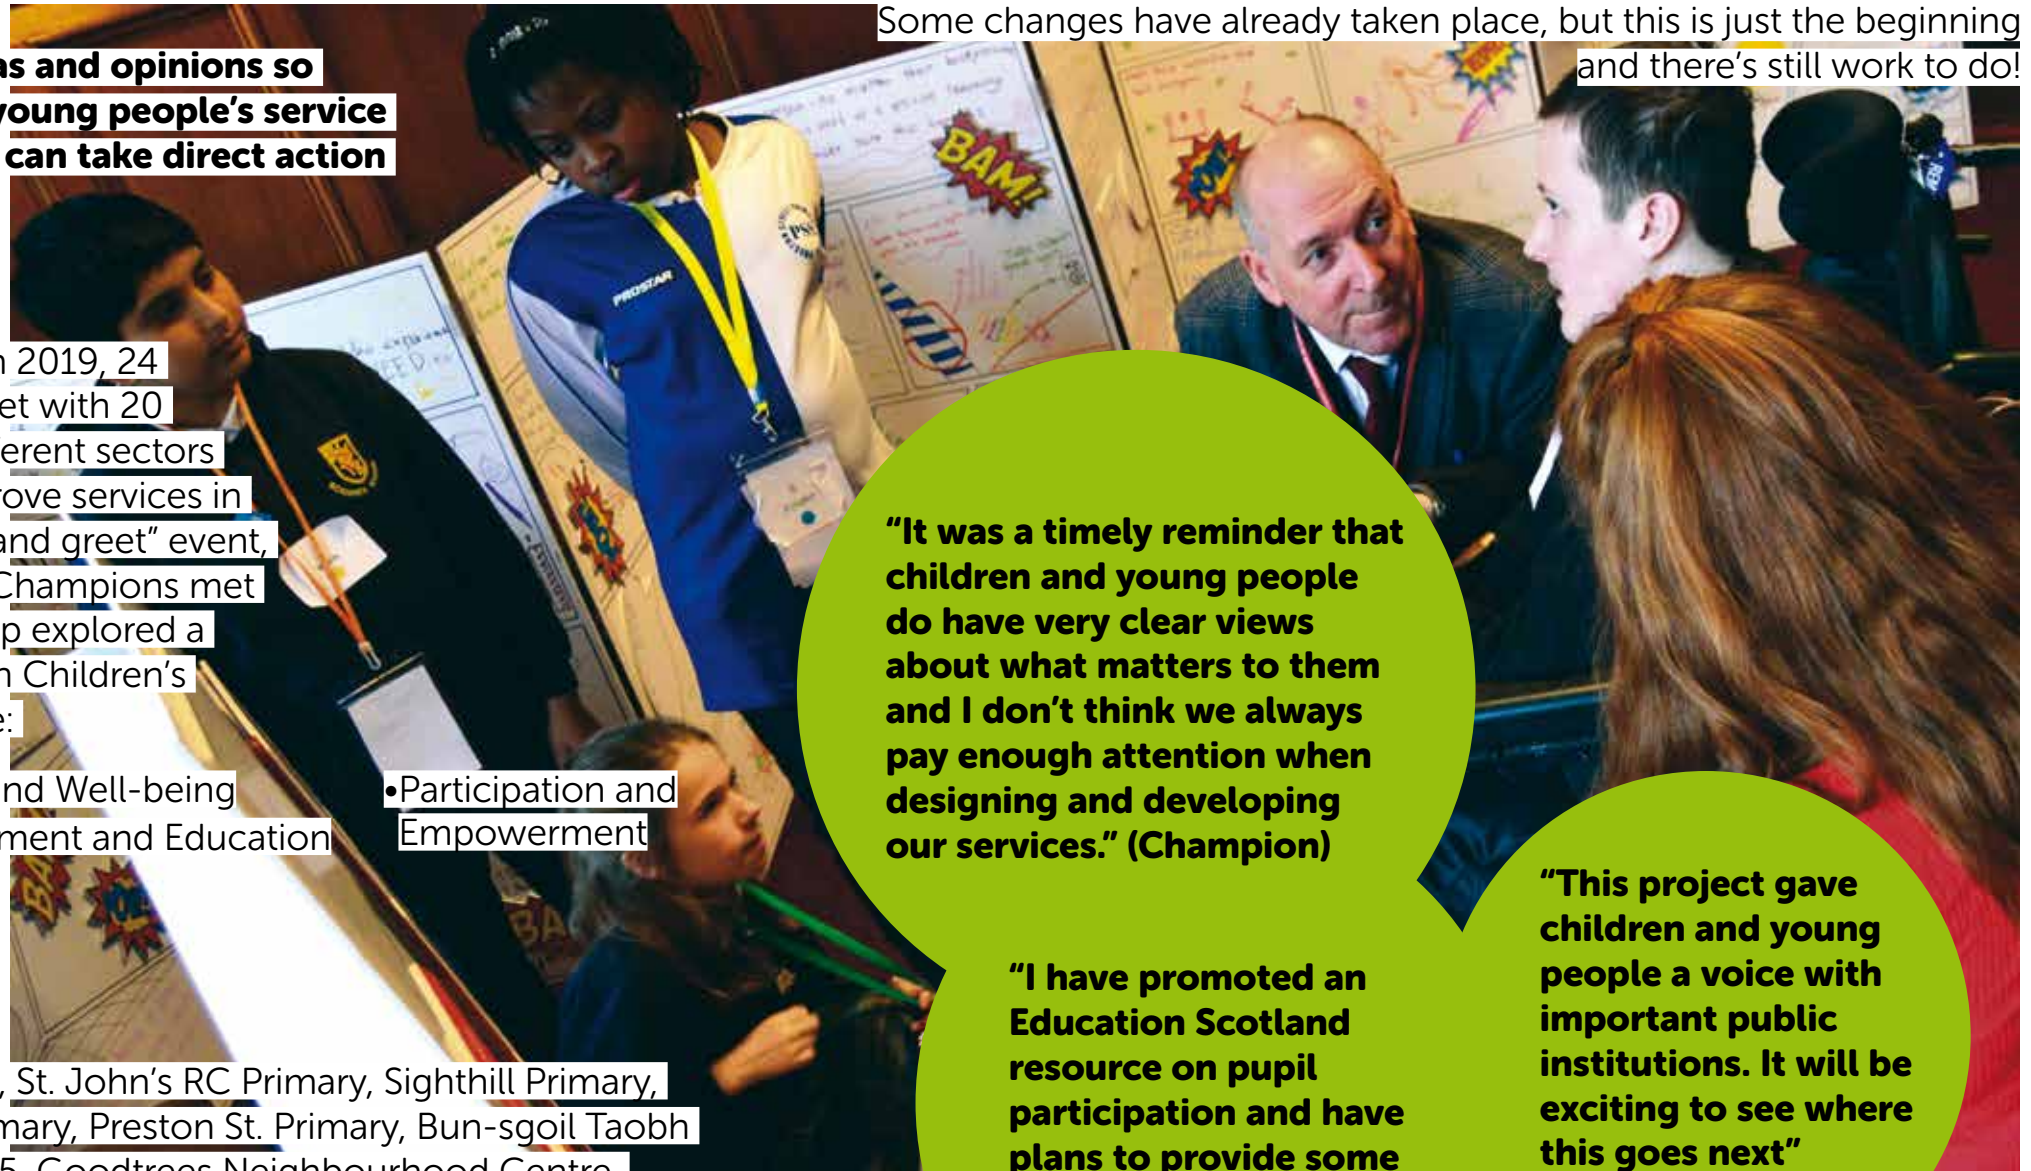 Some changes have already taken place, but this is just the beginning
and there's still work to do!
as and opinions so
young people's service
can take direct action
n 2019, 24
et with 20
erent sectors
rove services in
and greet" event,
Champions met
p explored a
n Children's
e:
nd Well-being
ment and Education
•Participation and
Empowerment
, St. John's RC Primary, Sighthill Primary,
mary, Preston St. Primary, Bun-sgoil Taobh
5, Goodtrees Neighbourhood Centre,
"It was a timely reminder that
children and young people
do have very clear views
about what matters to them
and I don't think we always
pay enough attention when
designing and developing
our services." (Champion)
"I have promoted an
Education Scotland
resource on pupil
participation and have
plans to provide some
"This project gave
children and young
people a voice with
important public
institutions. It will be
exciting to see where
this goes next"
PROSTAR
BAM!